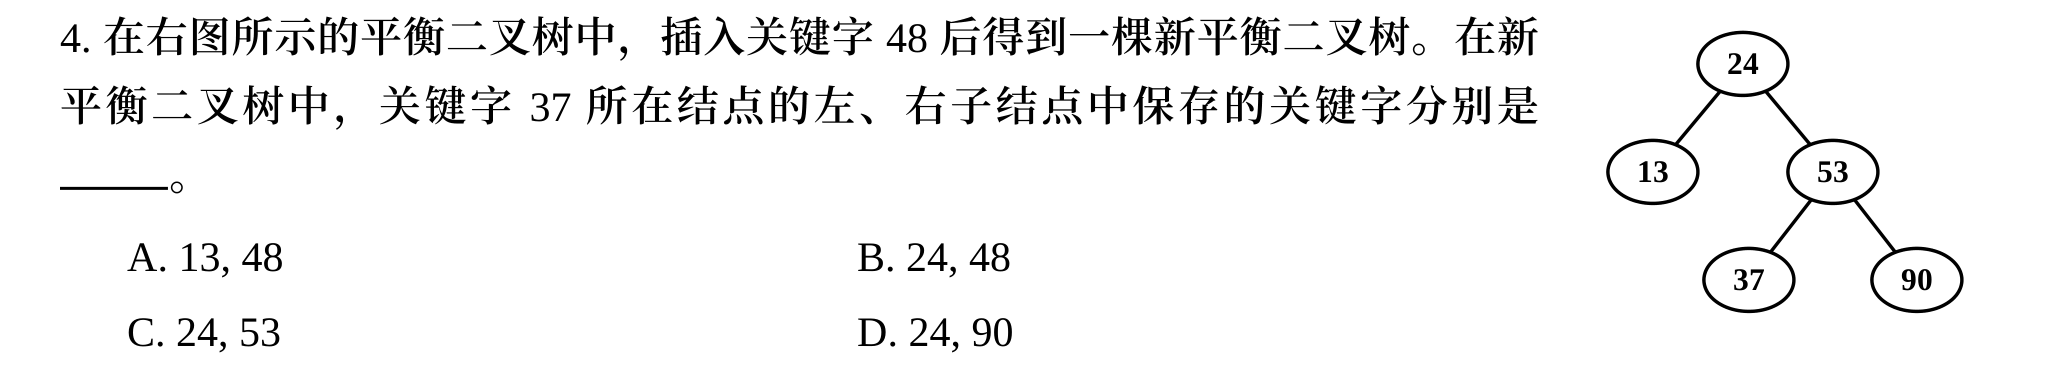 4. 在右图所示的平衡二叉树中，插入关键字 48 后得到一棵新平衡二叉树。在新
平衡二叉树中，关键字 37 所在结点的左、右子结点中保存的关键字分别是
_____。
A. 13, 48
B. 24, 48
C. 24, 53
D. 24, 90
24
13
53
37
90